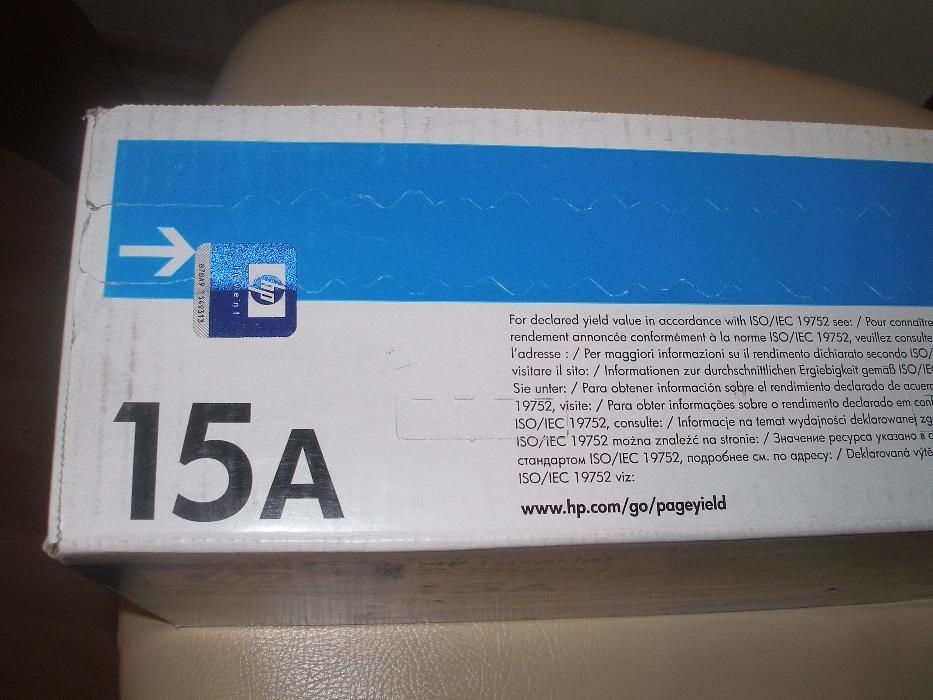 hp
For declared yield value in accordance with ISO/IEC 19752 see: / Pour connaître
rendement annoncée conformément à la norme ISO/IEC 19752, veuillez consulte
l'adresse : / Per maggiori informazioni su il rendimento dichiarato secondo ISO/
visitare il sito: / Informationen zur durchschnittlichen Ergiebigkeit gemäß ISO/IE
Sie unter: / Para obtener información sobre el rendimiento declarado de acuerd
19752, visite: / Para obter informações sobre o rendimento declarado em conf
ISO/IEC 19752, consulte: / Informacje na temat wydajności deklarowanej zg
ISO/IEC 19752 można znaleźć na stronie: / Значение ресурса указано в с
стандартом ISO/IEC 19752, подробнее см. по адресу: / Deklarovaná výtě
ISO/IEC 19752 viz:
www.hp.com/go/pageyield
15A